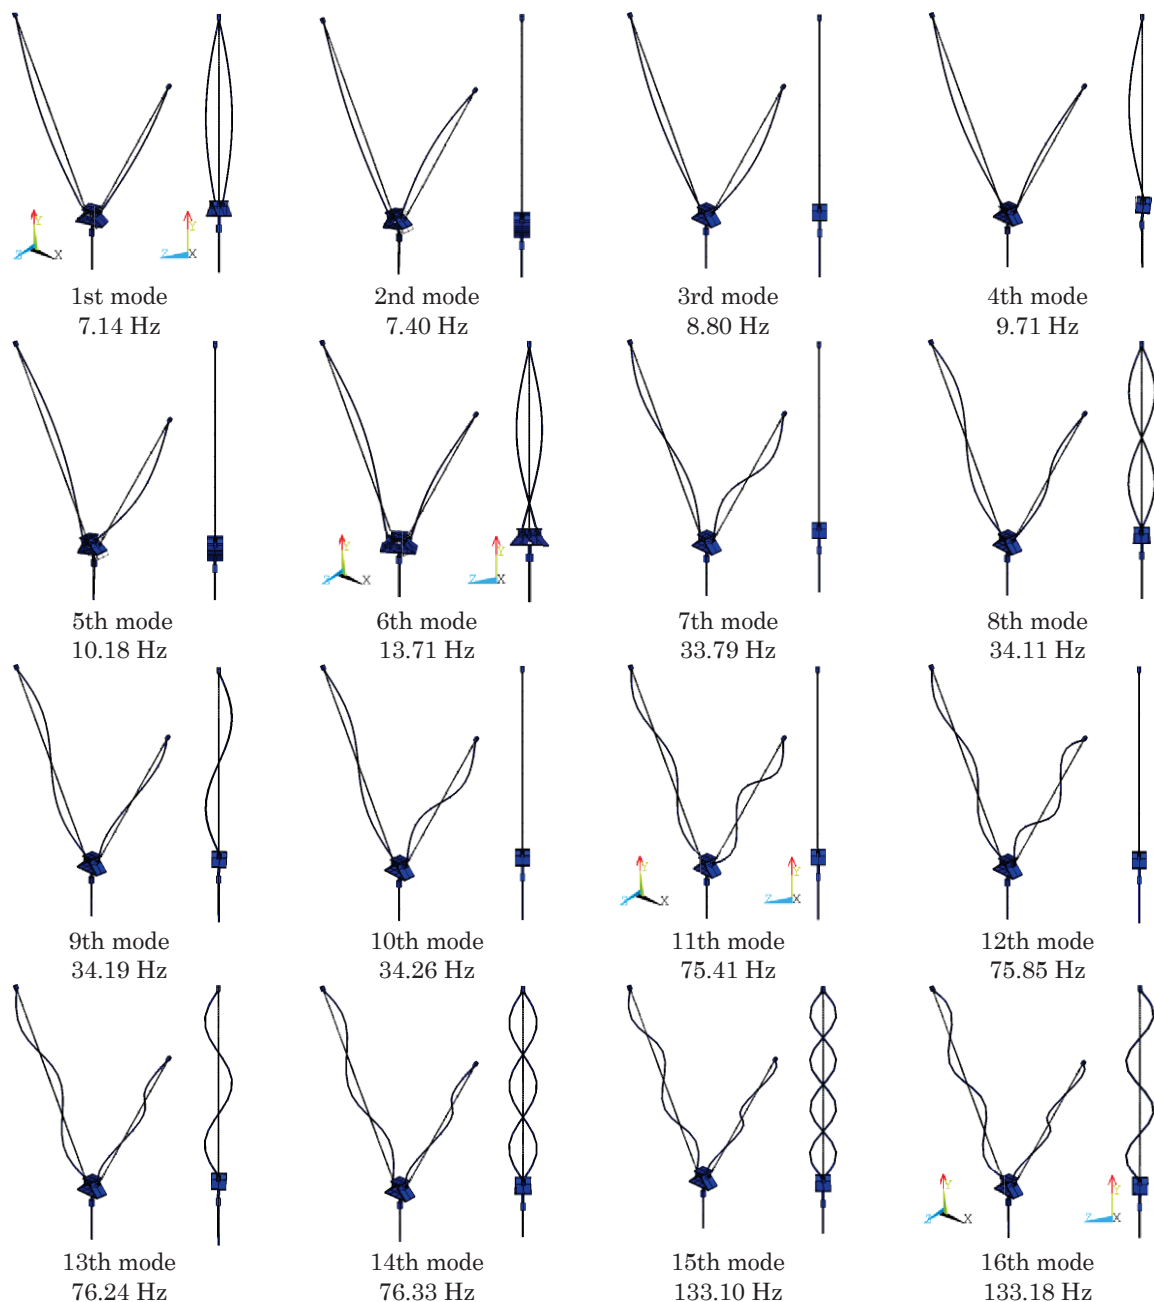 Y
Z
X
Y
Z
X
1st mode
7.14 Hz
2nd mode
7.40 Hz
3rd mode
8.80 Hz
4th mode
9.71 Hz
Y
Z
X
Y
Z
X
5th mode
10.18 Hz
6th mode
13.71 Hz
7th mode
33.79 Hz
8th mode
34.11 Hz
Y
Z
X
Y
Z
X
9th mode
34.19 Hz
10th mode
34.26 Hz
11th mode
75.41 Hz
12th mode
75.85 Hz
Y
Z
X
Y
Z
X
13th mode
76.24 Hz
14th mode
76.33 Hz
15th mode
133.10 Hz
16th mode
133.18 Hz